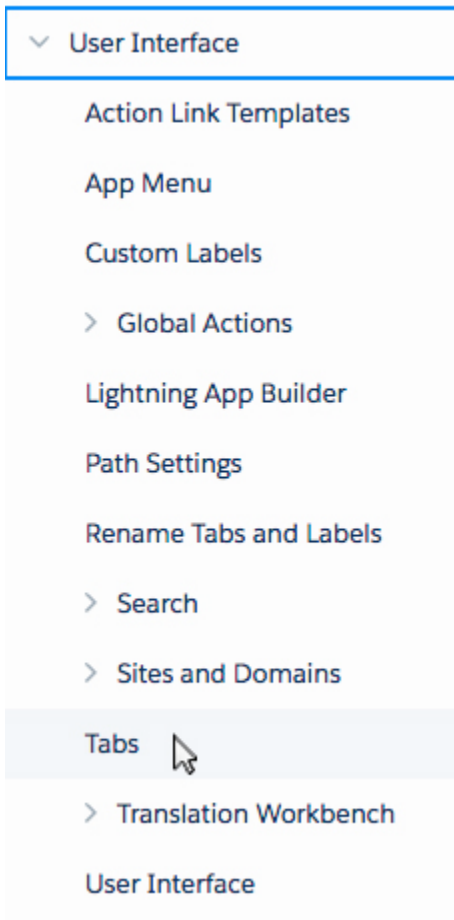 User Interface
Action Link Templates
App Menu
Custom Labels
Global Actions
Lightning App Builder
Path Settings
Rename Tabs and Labels
Search
Sites and Domains
Tabs
Translation Workbench
User Interface